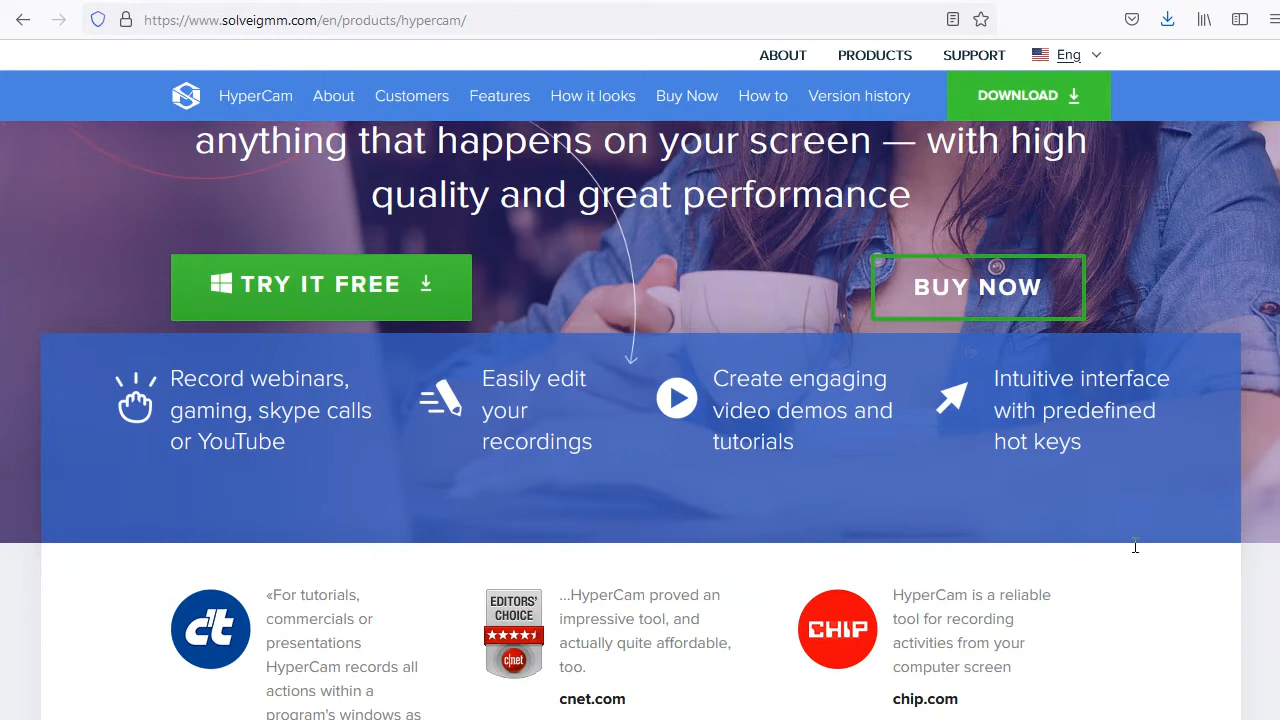 https://www.solveigmm.com/en/products/hypercam/
ABOUT PRODUCTS SUPPORT Eng
HyperCam About Customers Features How it looks Buy Now How to Version history DOWNLOAD
anything that happens on your screen — with high
quality and great performance
TRY IT FREE
BUY NOW
Record webinars,
gaming, skype calls
or YouTube
Easily edit
your
recordings
Create engaging
video demos and
tutorials
Intuitive interface
with predefined
hot keys
c't
«For tutorials,
commercials or
presentations
HyperCam records all
actions within a
program's windows as
EDITORS'
CHOICE
c|net
...HyperCam proved an
impressive tool, and
actually quite affordable,
too.
cnet.com
CHIP
HyperCam is a reliable
tool for recording
activities from your
computer screen
chip.com